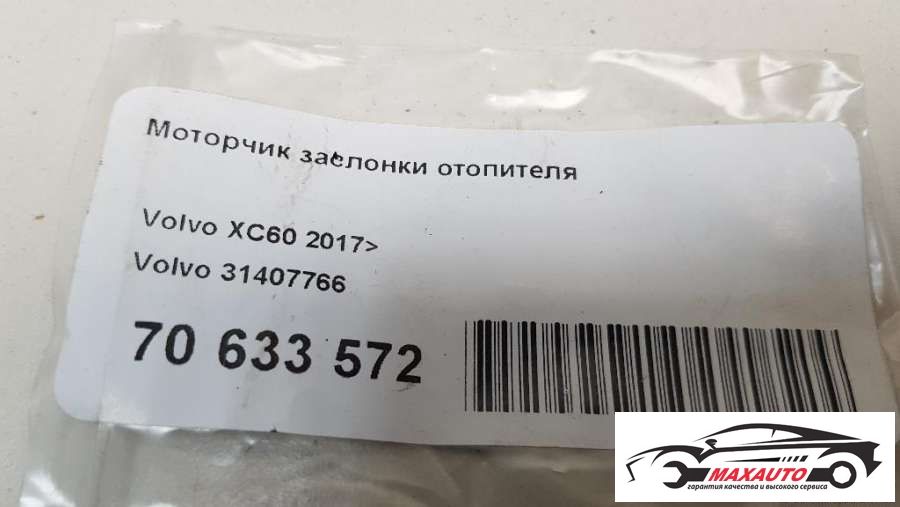 Моторчик заслонки отопителя
Volvo XC60 2017>
Volvo 31407766
70 633 572
MAXAUTO
гарантия качества и высокого сервиса